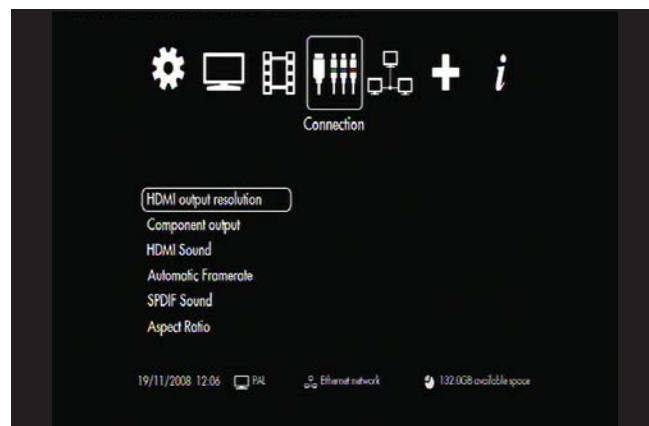 i
Connection
HDMI output resolution
Component output
HDMI Sound
Automatic Framerate
SPDIF Sound
Aspect Ratio
19/11/2008 12:06 PAL Ethernet network 132.0GB available space